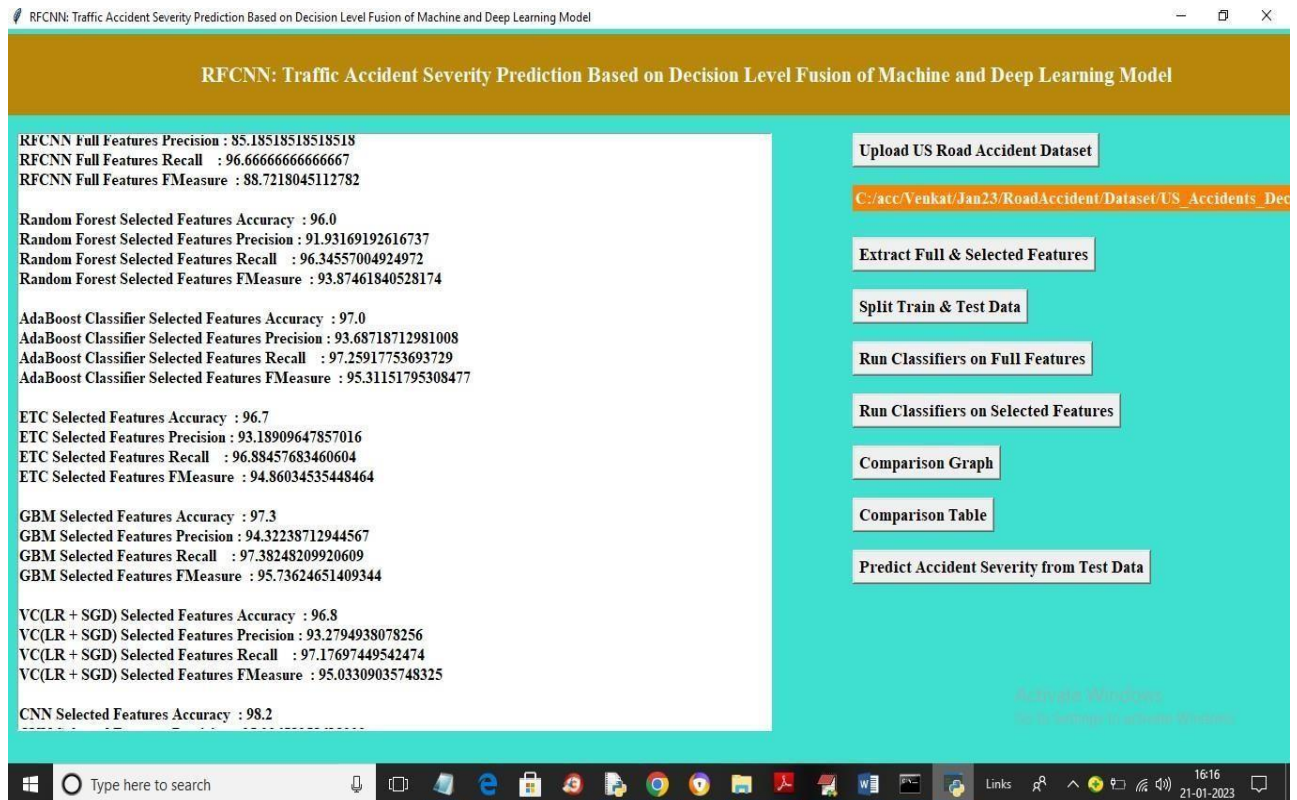 RFCNN: Traffic Accident Severity Prediction Based on Decision Level Fusion of Machine and Deep Learning Model
RFCNN: Traffic Accident Severity Prediction Based on Decision Level Fusion of Machine and Deep Learning Model
RFCNN Full Features Precision : 85.18518518518518
RFCNN Full Features Recall : 96.66666666666667
RFCNN Full Features FMeasure : 88.7218045112782
Random Forest Selected Features Accuracy : 96.0
Random Forest Selected Features Precision : 91.93169192616737
Random Forest Selected Features Recall : 96.34557004924972
Random Forest Selected Features FMeasure : 93.87461840528174
AdaBoost Classifier Selected Features Accuracy : 97.0
AdaBoost Classifier Selected Features Precision : 93.68718712981008
AdaBoost Classifier Selected Features Recall : 97.25917753693729
AdaBoost Classifier Selected Features FMeasure : 95.31151795308477
ETC Selected Features Accuracy : 96.7
ETC Selected Features Precision : 93.18909647857016
ETC Selected Features Recall : 96.88457683460604
ETC Selected Features FMeasure : 94.86034535448464
GBM Selected Features Accuracy : 97.3
GBM Selected Features Precision : 94.32238712944567
GBM Selected Features Recall : 97.38248209920609
GBM Selected Features FMeasure : 95.73624651409344
VC(LR + SGD) Selected Features Accuracy : 96.8
VC(LR + SGD) Selected Features Precision : 93.2794938078256
VC(LR + SGD) Selected Features Recall : 97.17697449542474
VC(LR + SGD) Selected Features FMeasure : 95.03309035748325
CNN Selected Features Accuracy : 98.2
Upload US Road Accident Dataset
C:/acc/Venkat/Jan23/RoadAccident/Dataset/US_Accidents_Dec
Extract Full & Selected Features
Split Train & Test Data
Run Classifiers on Full Features
Run Classifiers on Selected Features
Comparison Graph
Comparison Table
Predict Accident Severity from Test Data
Activate Windows
Go to Settings to activate Windows.
Type here to search
Links
16:16
21-01-2023